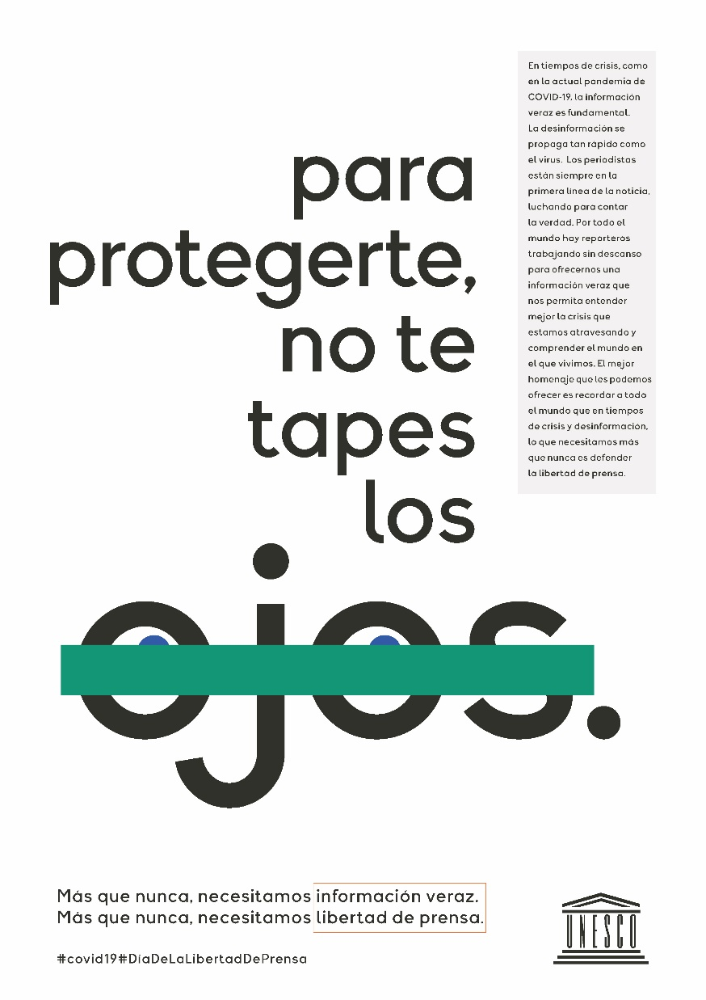 para
protegerte,
no te
tapes
los
ojos.
En tiempos de crisis, como
en la actual pandemia de
COVID-19, la información
veraz es fundamental.
La desinformación se
propaga tan rápido como
el virus. Los periodistas
están siempre en la
primera línea de la noticia,
luchando para contar
la verdad. Por todo el
mundo hay reporteros
trabajando sin descanso
para ofrecernos una
información veraz que
nos permita entender
mejor la crisis que
estamos atravesando y
comprender el mundo en
el que vivimos. El mejor
homenaje que les podemos
ofrecer es recordar a todo
el mundo que en tiempos
de crisis y desinformación,
lo que necesitamos más
que nunca es defender
la libertad de prensa.
Más que nunca, necesitamos información veraz.
Más que nunca, necesitamos libertad de prensa.
#covid19#DíaDeLaLibertadDePrensa
UNESCO